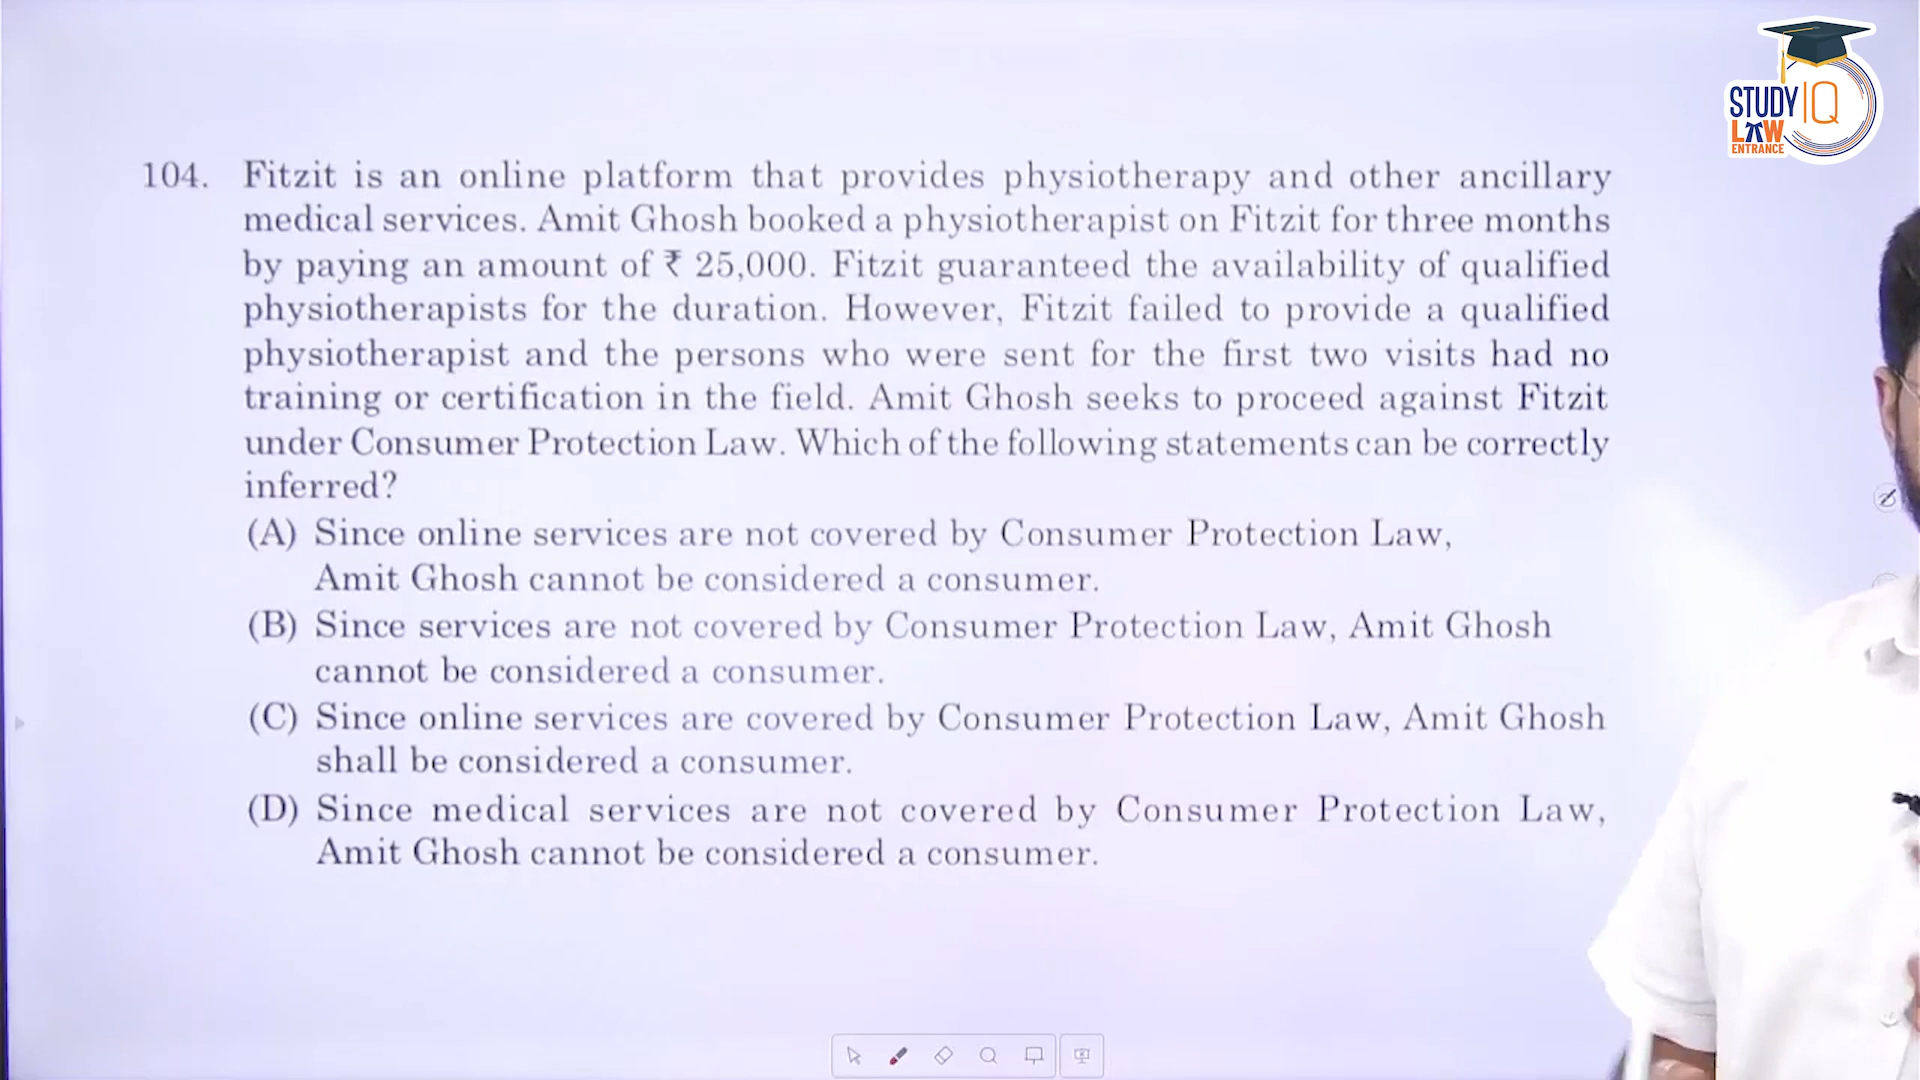 STUDY IQ
LAW
ENTRANCE
104. Fitzit is an online platform that provides physiotherapy and other ancillary
medical services. Amit Ghosh booked a physiotherapist on Fitzit for three months
by paying an amount of ₹ 25,000. Fitzit guaranteed the availability of qualified
physiotherapists for the duration. However, Fitzit failed to provide a qualified
physiotherapist and the persons who were sent for the first two visits had no
training or certification in the field. Amit Ghosh seeks to proceed against Fitzit
under Consumer Protection Law. Which of the following statements can be correctly
inferred?
(A) Since online services are not covered by Consumer Protection Law,
Amit Ghosh cannot be considered a consumer.
(B) Since services are not covered by Consumer Protection Law, Amit Ghosh
cannot be considered a consumer.
(C) Since online services are covered by Consumer Protection Law, Amit Ghosh
shall be considered a consumer.
(D) Since medical services are not covered by Consumer Protection Law,
Amit Ghosh cannot be considered a consumer.